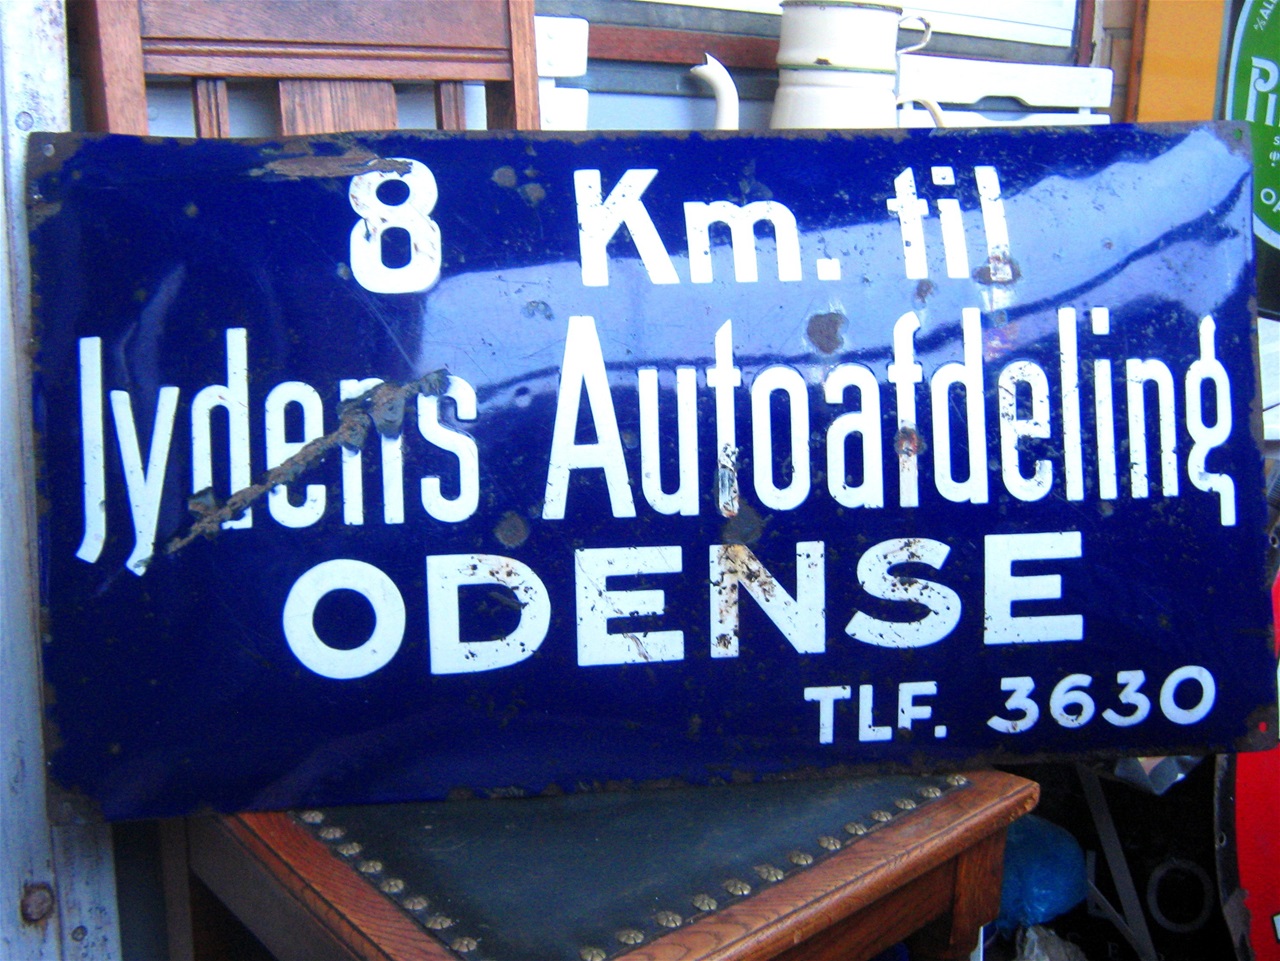 8 Km. til
Jydens Autoafdeling
ODENSE
TLF. 3630